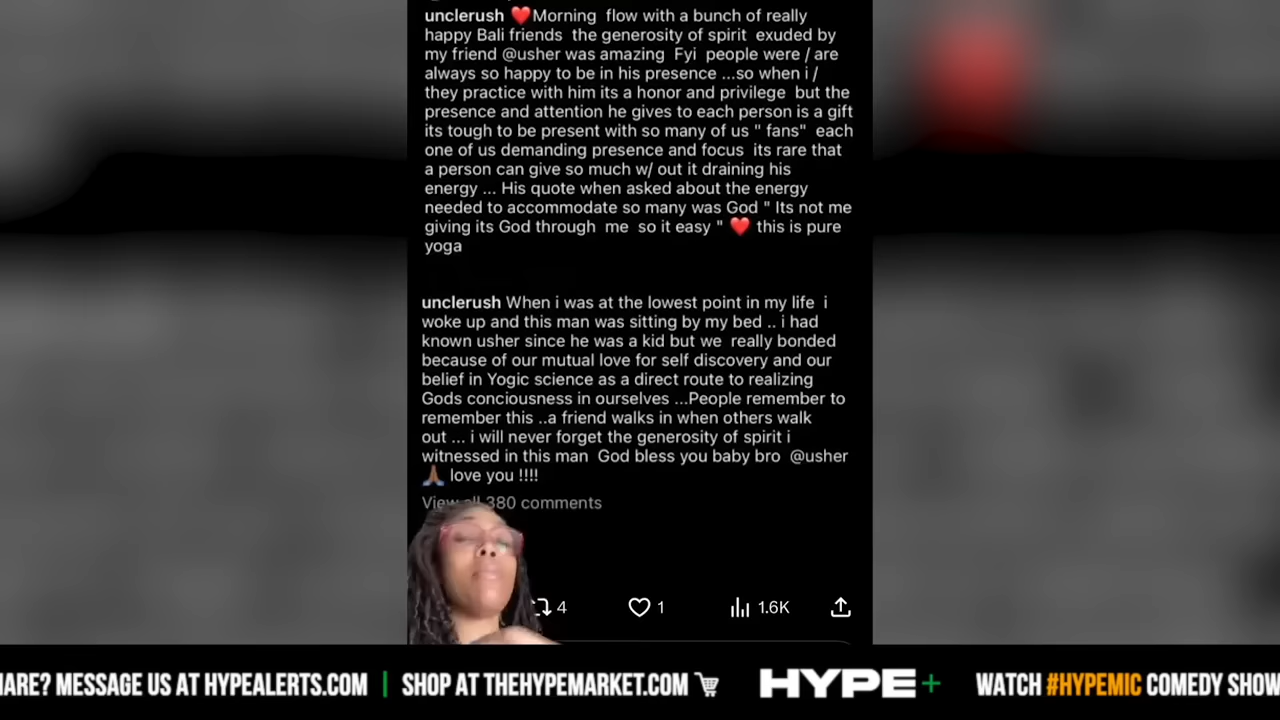 unclerush ❤️Morning flow with a bunch of really
happy Bali friends the generosity of spirit exuded by
my friend @usher was amazing Fyi people were / are
always so happy to be in his presence ...so when i /
they practice with him its a honor and privilege but the
presence and attention he gives to each person is a gift
its tough to be present with so many of us " fans" each
one of us demanding presence and focus its rare that
a person can give so much w/ out it draining his
energy ... His quote when asked about the energy
needed to accommodate so many was God " Its not me
giving its God through me so it easy " ❤️ this is pure
yoga
unclerush When i was at the lowest point in my life i
woke up and this man was sitting by my bed .. i had
known usher since he was a kid but we really bonded
because of our mutual love for self discovery and our
belief in Yogic science as a direct route to realizing
Gods conciousness in ourselves ...People remember to
remember this ..a friend walks in when others walk
out ... i will never forget the generosity of spirit i
witnessed in this man God bless you baby bro @usher
🙏🏾 love you !!!!
View all 380 comments
4 1 1.6K
HARE? MESSAGE US AT HYPEALERTS.COM | SHOP AT THEHYPEMARKET.COM HYPE+ WATCH #HYPEMIC COMEDY SHOW